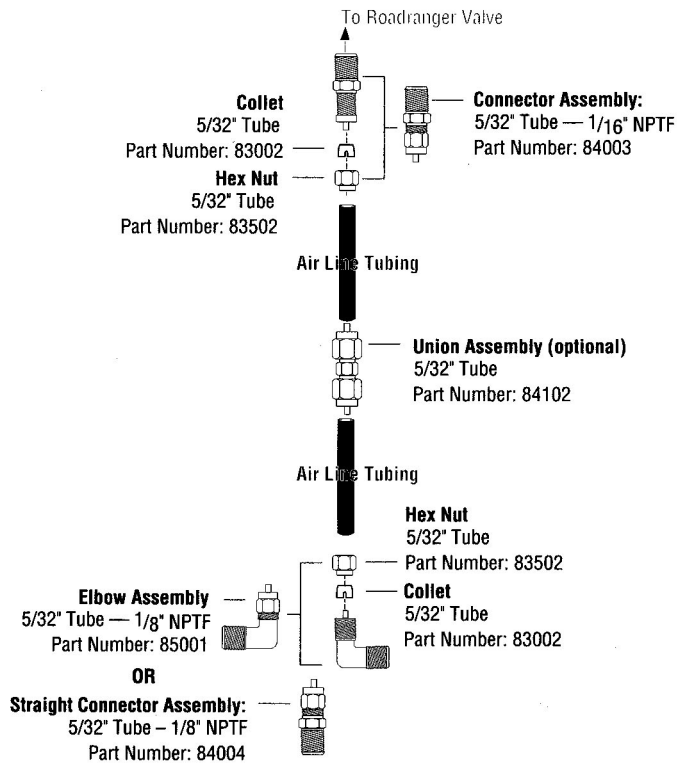 To Roadranger Valve
Collet
5/32" Tube
Part Number: 83002
Hex Nut
5/32" Tube
Part Number: 83502
Connector Assembly:
5/32" Tube — 1/16" NPTF
Part Number: 84003
Air Line Tubing
Union Assembly (optional)
5/32" Tube
Part Number: 84102
Air Line Tubing
Hex Nut
5/32" Tube
Part Number: 83502
Collet
5/32" Tube
Part Number: 83002
Elbow Assembly
5/32" Tube — 1/8" NPTF
Part Number: 85001
OR
Straight Connector Assembly:
5/32" Tube – 1/8" NPTF
Part Number: 84004